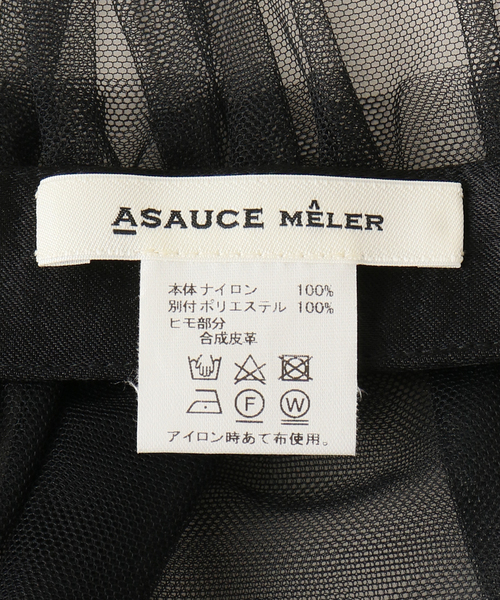 ASAUCE MÊLER
本体 ナイロン 100%
別付 ポリエステル 100%
ヒモ部分
合成皮革
F W
アイロン時あて布使用。